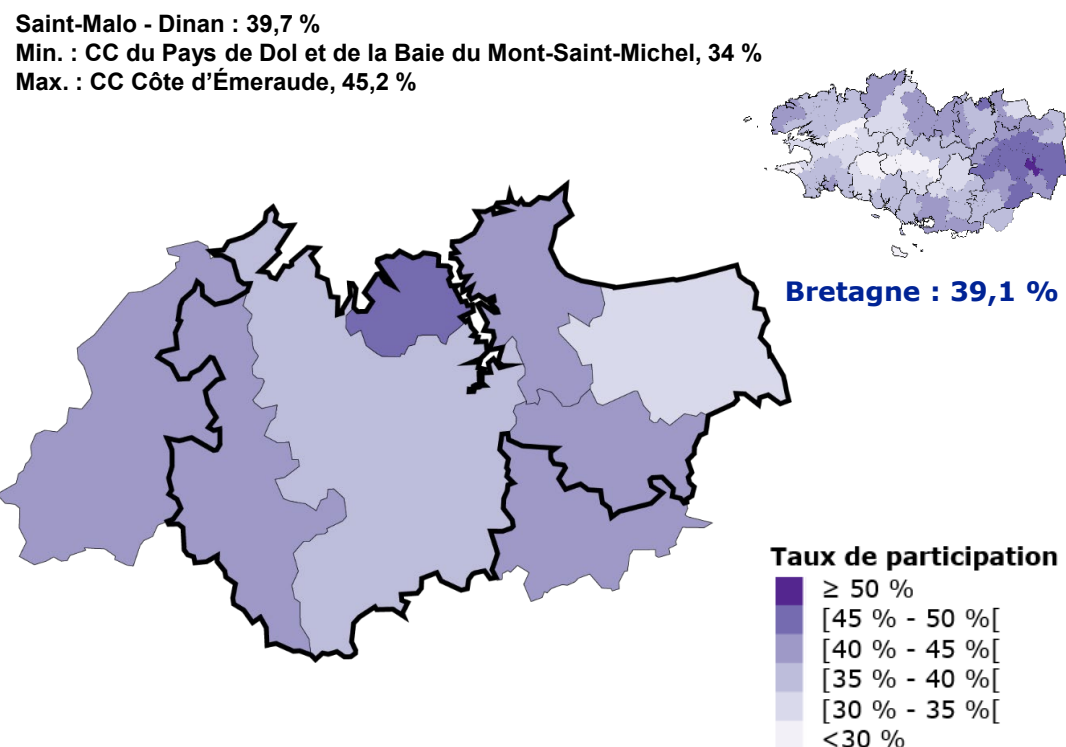 Saint-Malo - Dinan : 39,7 %
Min. : CC du Pays de Dol et de la Baie du Mont-Saint-Michel, 34 %
Max. : CC Côte d’Émeraude, 45,2 %
Bretagne : 39,1 %
Taux de participation
≥ 50 %
[45 % - 50 %[
[40 % - 45 %[
[35 % - 40 %[
[30 % - 35 %[
<30 %